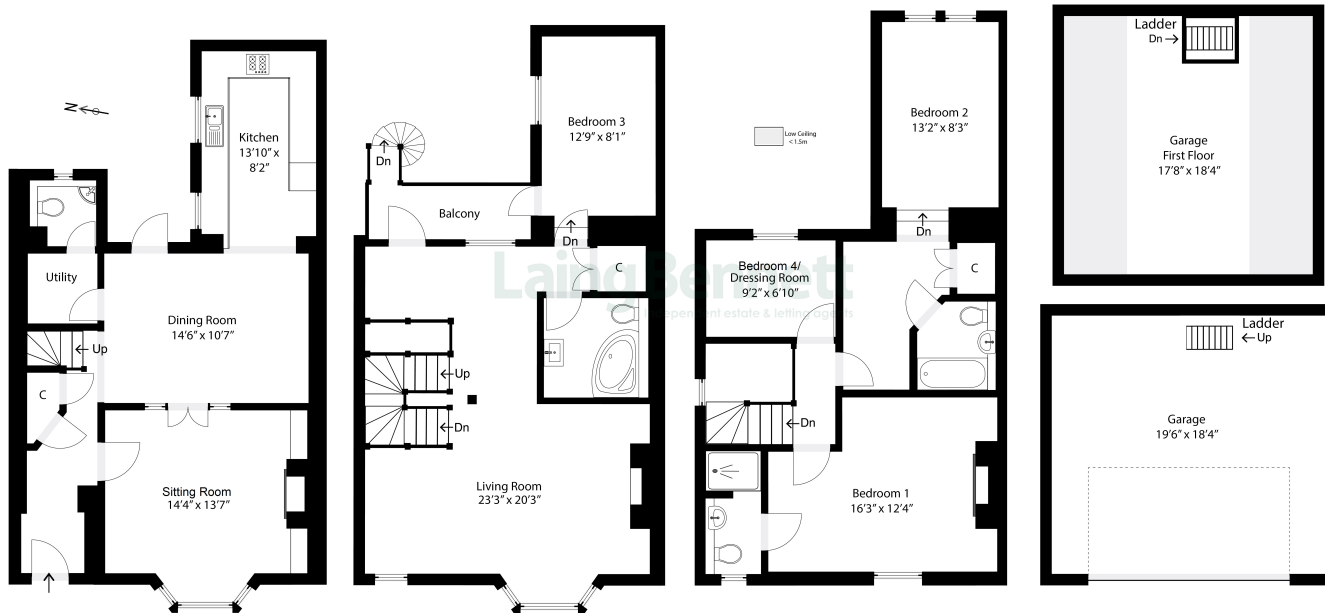 N
Kitchen
13'10" x
8'2"
Utility
Dining Room
14'6" x 10'7"
Up
C
Sitting Room
14'4" x 13'7"
Bedroom 3
12'9" x 8'1"
Dn
Balcony
Dn
C
Up
Dn
Living Room
23'3" x 20'3"
Laing Bennett
independent estate & letting agents
Low Ceiling
<1.5m
Bedroom 2
13'2" x 8'3"
Dn
Bedroom 4/
Dressing Room
9'2" x 6'10"
C
Dn
Bedroom 1
16'3" x 12'4"
Ladder
Dn
Garage
First Floor
17'8" x 18'4"
Ladder
Up
Garage
19'6" x 18'4"